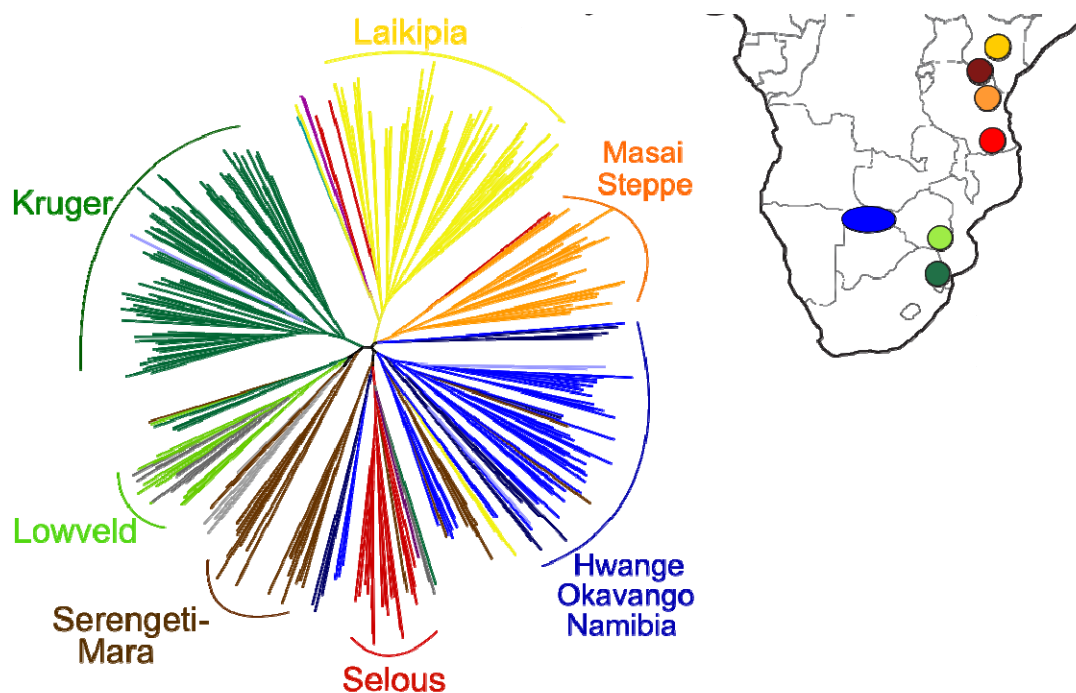 Laikipia
Masai
Steppe
Kruger
Lowveld
Serengeti-
Mara
Selous
Hwange
Okavango
Namibia